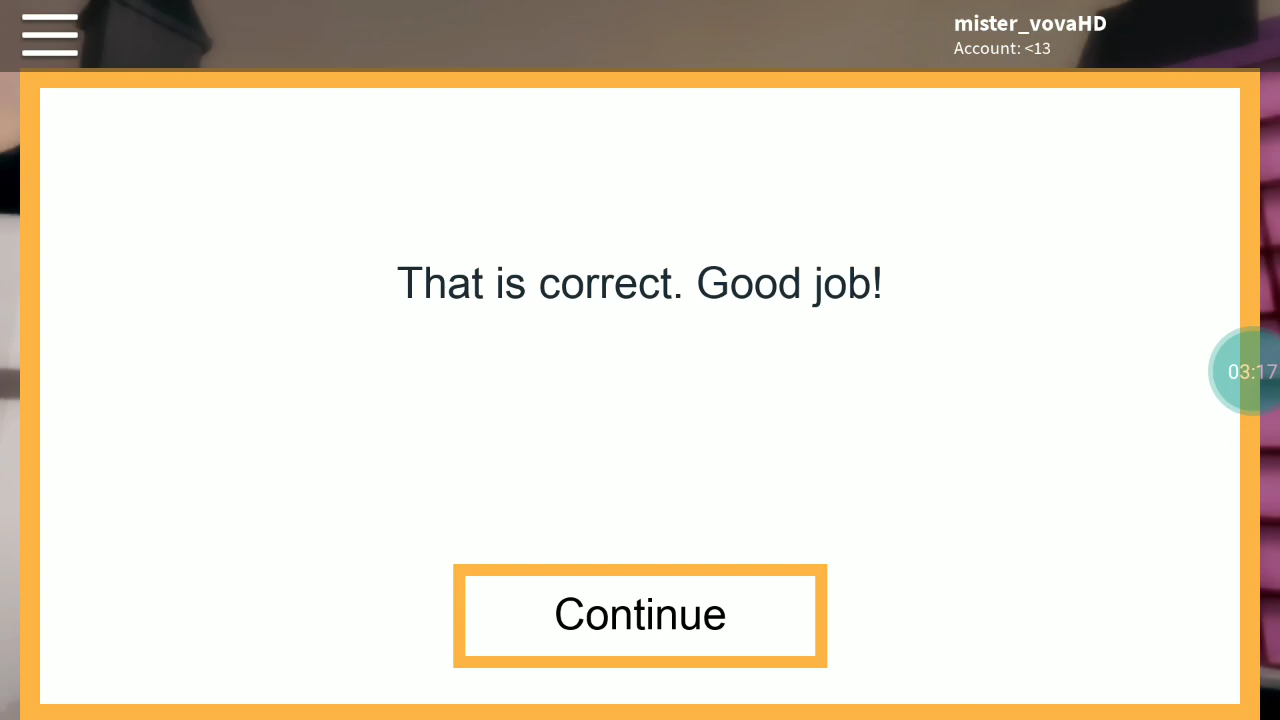 mister_vovaHD
Account: <13
That is correct. Good job!
03:17
Continue